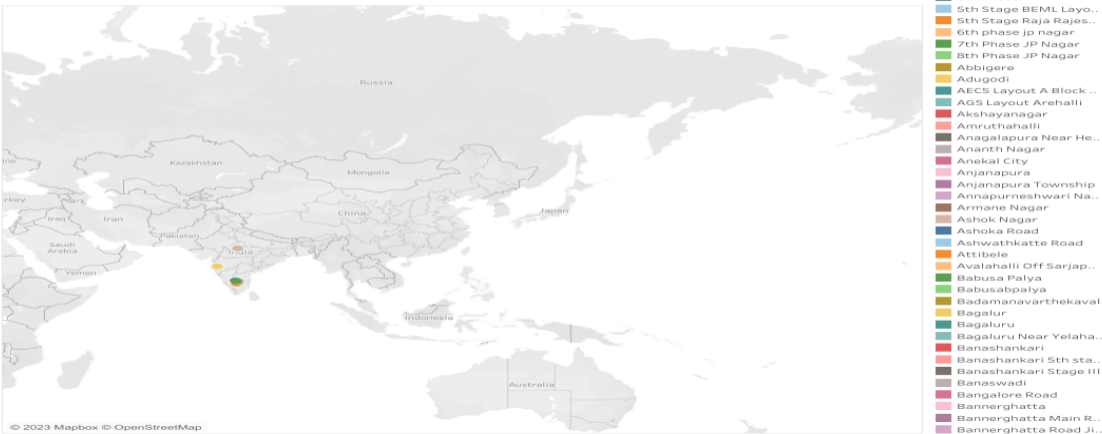 Russia
Kazakhstan
Mongolia
China
Japan
rkey
Iraq
Iran
Pakistan
Saudi
Arabia
India
Yemen
Indonesia
Australia
© 2023 Mapbox © OpenStreetMap
5th Stage BEML Layo..
5th Stage Raja Rajes..
6th phase jp nagar
7th Phase JP Nagar
8th Phase JP Nagar
Abbigere
Adugodi
AECS Layout A Block ..
AGS Layout Arehalli
Akshayanagar
Amruthahalli
Anagalapura Near He..
Ananth Nagar
Anekal City
Anjanapura
Anjanapura Township
Annapurneshwari Na..
Armane Nagar
Ashok Nagar
Ashoka Road
Ashwathkatte Road
Attibele
Avalahalli Off Sarjap..
Babusa Palya
Babusabpalya
Badamanavarthekaval
Bagalur
Bagaluru
Bagaluru Near Yelaha..
Banashankari
Banashankari 5th sta..
Banashankari Stage III
Banaswadi
Bangalore Road
Bannerghatta
Bannerghatta Main R..
Bannerghatta Road Ji..